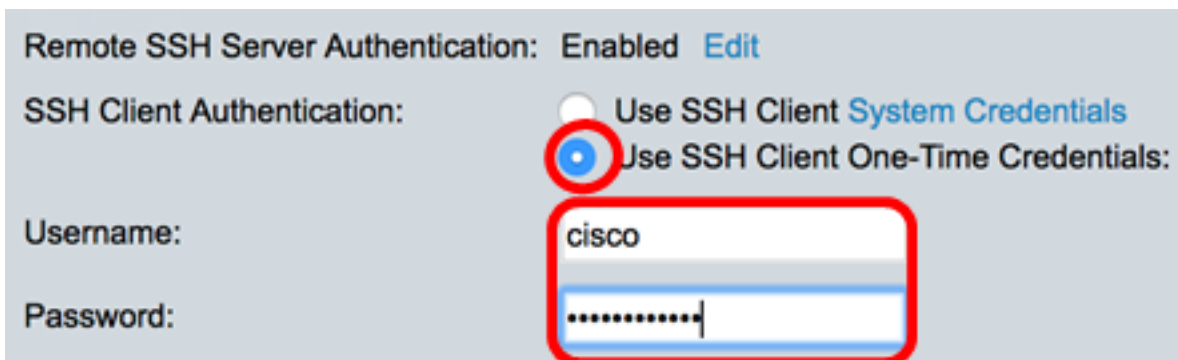 Remote SSH Server Authentication: Enabled Edit
SSH Client Authentication: Use SSH Client System Credentials
Use SSH Client One-Time Credentials:
Username: cisco
Password: ••••••••••••